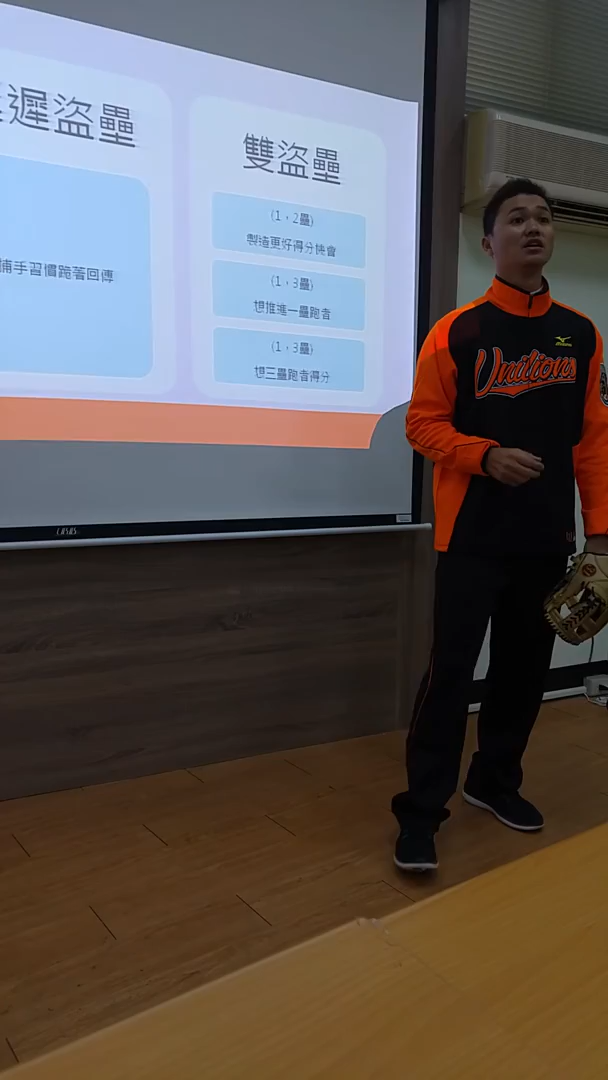 遲盜壘
捕手習慣跪著回傳
雙盜壘
(1,2壘)
製造更好得分機會
(1,3壘)
想推進一壘跑者
(1,3壘)
想三壘跑者得分
Unilions